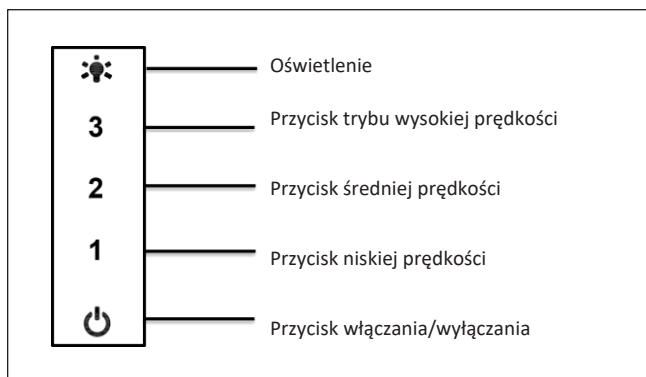 Oświetlenie
3 Przycisk trybu wysokiej prędkości
2 Przycisk średniej prędkości
1 Przycisk niskiej prędkości
Przycisk włączania/wyłączania